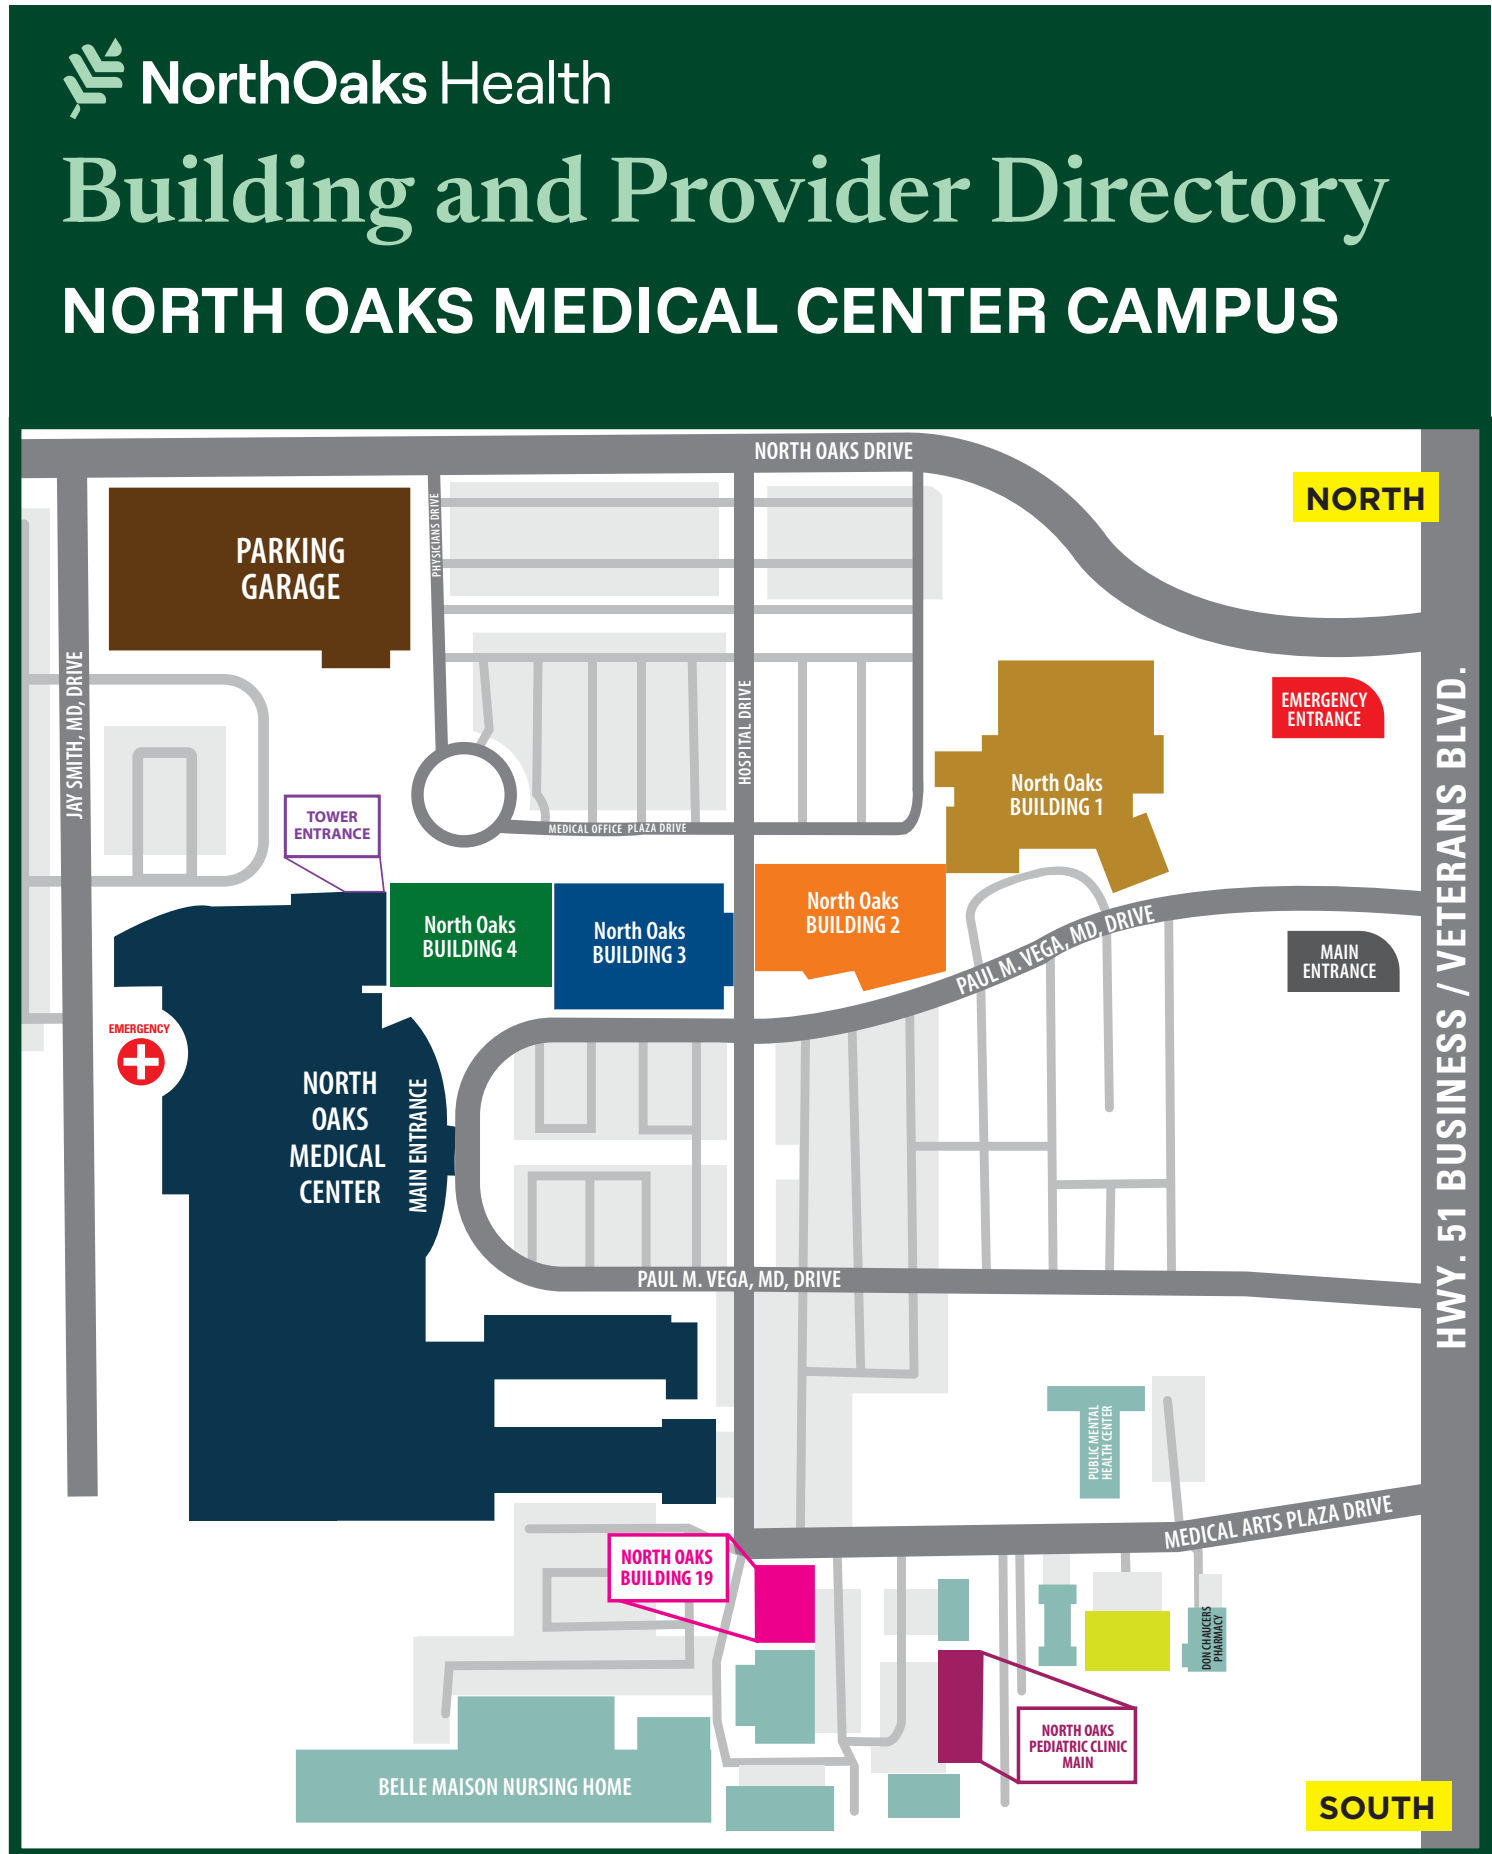 NorthOaks Health
Building and Provider Directory
NORTH OAKS MEDICAL CENTER CAMPUS
NORTH OAKS DRIVE
NORTH
PHYSICIANS DRIVE
PARKING
GARAGE
JAY SMITH, MD, DRIVE
HOSPITAL DRIVE
EMERGENCY
ENTRANCE
HWY. 51 BUSINESS / VETERANS BLVD.
North Oaks
BUILDING 1
TOWER
ENTRANCE
MEDICAL OFFICE PLAZA DRIVE
North Oaks
BUILDING 4
North Oaks
BUILDING 3
North Oaks
BUILDING 2
PAUL M. VEGA, MD, DRIVE
MAIN
ENTRANCE
EMERGENCY
NORTH
OAKS
MEDICAL
CENTER
MAIN ENTRANCE
PAUL M. VEGA, MD, DRIVE
PUBLIC MENTAL
HEALTH CENTER
MEDICAL ARTS PLAZA DRIVE
NORTH OAKS
BUILDING 19
DON CHAUCERS
PHARMACY
NORTH OAKS
PEDIATRIC CLINIC
MAIN
BELLE MAISON NURSING HOME
SOUTH